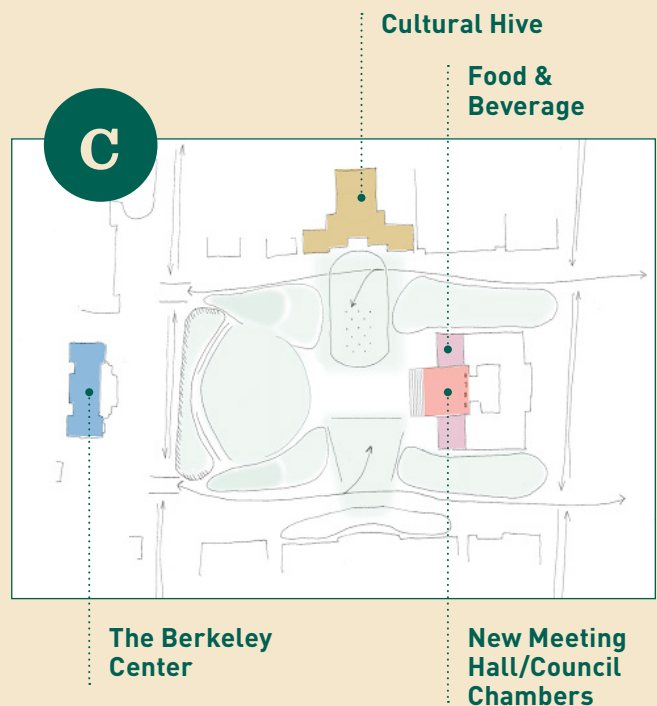 Cultural Hive
Food &
Beverage
C
The Berkeley
Center
New Meeting
Hall/Council
Chambers